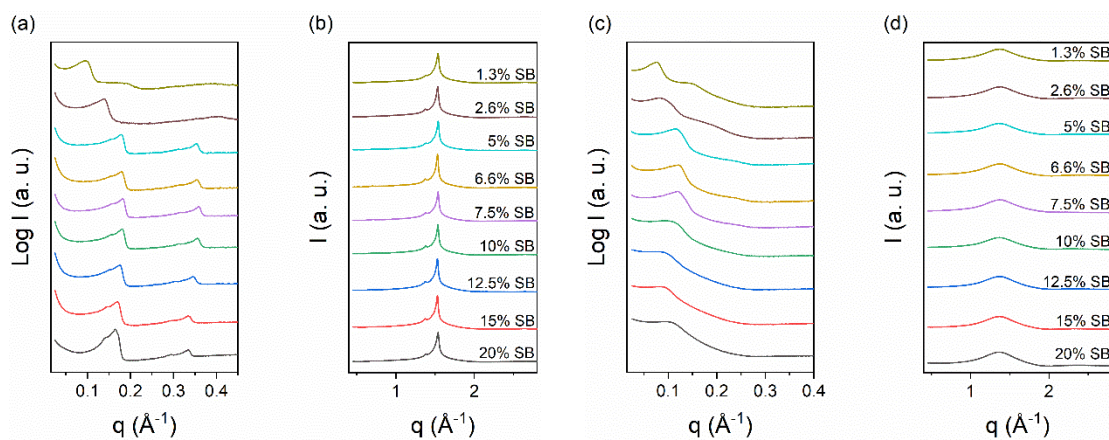 (a)
Log I (a. u.)
0.1 0.2 0.3 0.4
q (Å⁻¹)
(b)
I (a. u.)
1.3% SB
2.6% SB
5% SB
6.6% SB
7.5% SB
10% SB
12.5% SB
15% SB
20% SB
1 2
q (Å⁻¹)
(c)
Log I (a. u.)
0.0 0.1 0.2 0.3 0.4
q (Å⁻¹)
(d)
I (a. u.)
1.3% SB
2.6% SB
5% SB
6.6% SB
7.5% SB
10% SB
12.5% SB
15% SB
20% SB
1 2
q (Å⁻¹)